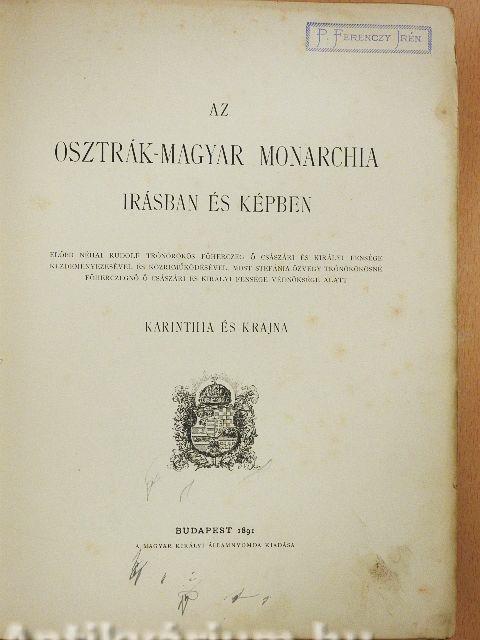 P. FERENCZY IRÉN
AZ
OSZTRÁK-MAGYAR MONARCHIA
IRÁSBAN ÉS KÉPBEN
ELŐBB NÉHAI RUDOLF TRÓNÖRÖKÖS FŐHERCZEG Ő CSÁSZÁRI ÉS KIRÁLYI FENSÉGE
KEZDEMÉNYEZÉSÉVEL ÉS KÖZREMŰKÖDÉSÉVEL, MOST STEFÁNIA ÖZVEGY TRÓNÖRÖKÖSNÉ
FŐHERCZEGNŐ Ő CSÁSZÁRI ÉS KIRÁLYI FENSÉGE VÉDNÖKSÉGE ALATT
KARINTHIA ÉS KRAJNA
BUDAPEST 1891
A MAGYAR KIRÁLYI ÁLLAMNYOMDA KIADÁSA
Antikvárium.hu